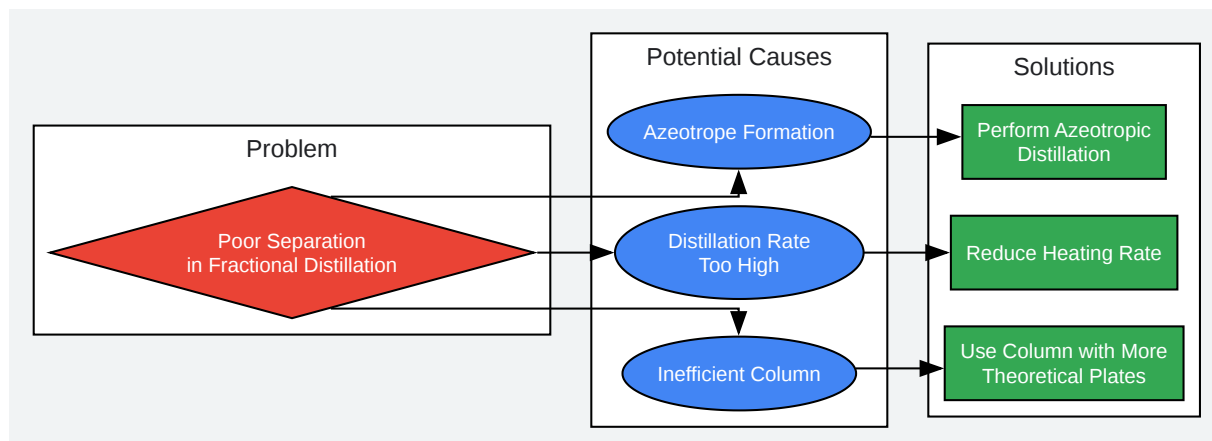 Problem
Poor Separation
in Fractional Distillation
Potential Causes
Azeotrope Formation
Distillation Rate
Too High
Inefficient Column
Solutions
Perform Azeotropic
Distillation
Reduce Heating Rate
Use Column with More
Theoretical Plates